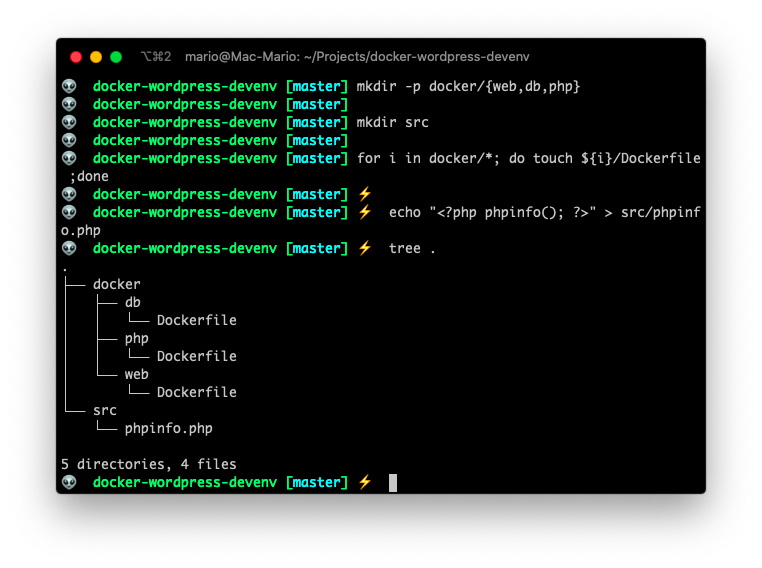 ⌥⌘2 mario@Mac-Mario: ~/Projects/docker-wordpress-devenv
👽 docker-wordpress-devenv [master] mkdir -p docker/{web,db,php}
👽 docker-wordpress-devenv [master]
👽 docker-wordpress-devenv [master] mkdir src
👽 docker-wordpress-devenv [master]
👽 docker-wordpress-devenv [master] for i in docker/*; do touch ${i}/Dockerfile
 ;done
👽 docker-wordpress-devenv [master] ⚡
👽 docker-wordpress-devenv [master] ⚡ echo "<?php phpinfo(); ?>" > src/phpinf
o.php
👽 docker-wordpress-devenv [master] ⚡ tree .
.
├── docker
│   ├── db
│   │   └── Dockerfile
│   ├── php
│   │   └── Dockerfile
│   └── web
│       └── Dockerfile
└── src
    └── phpinfo.php

5 directories, 4 files
👽 docker-wordpress-devenv [master] ⚡